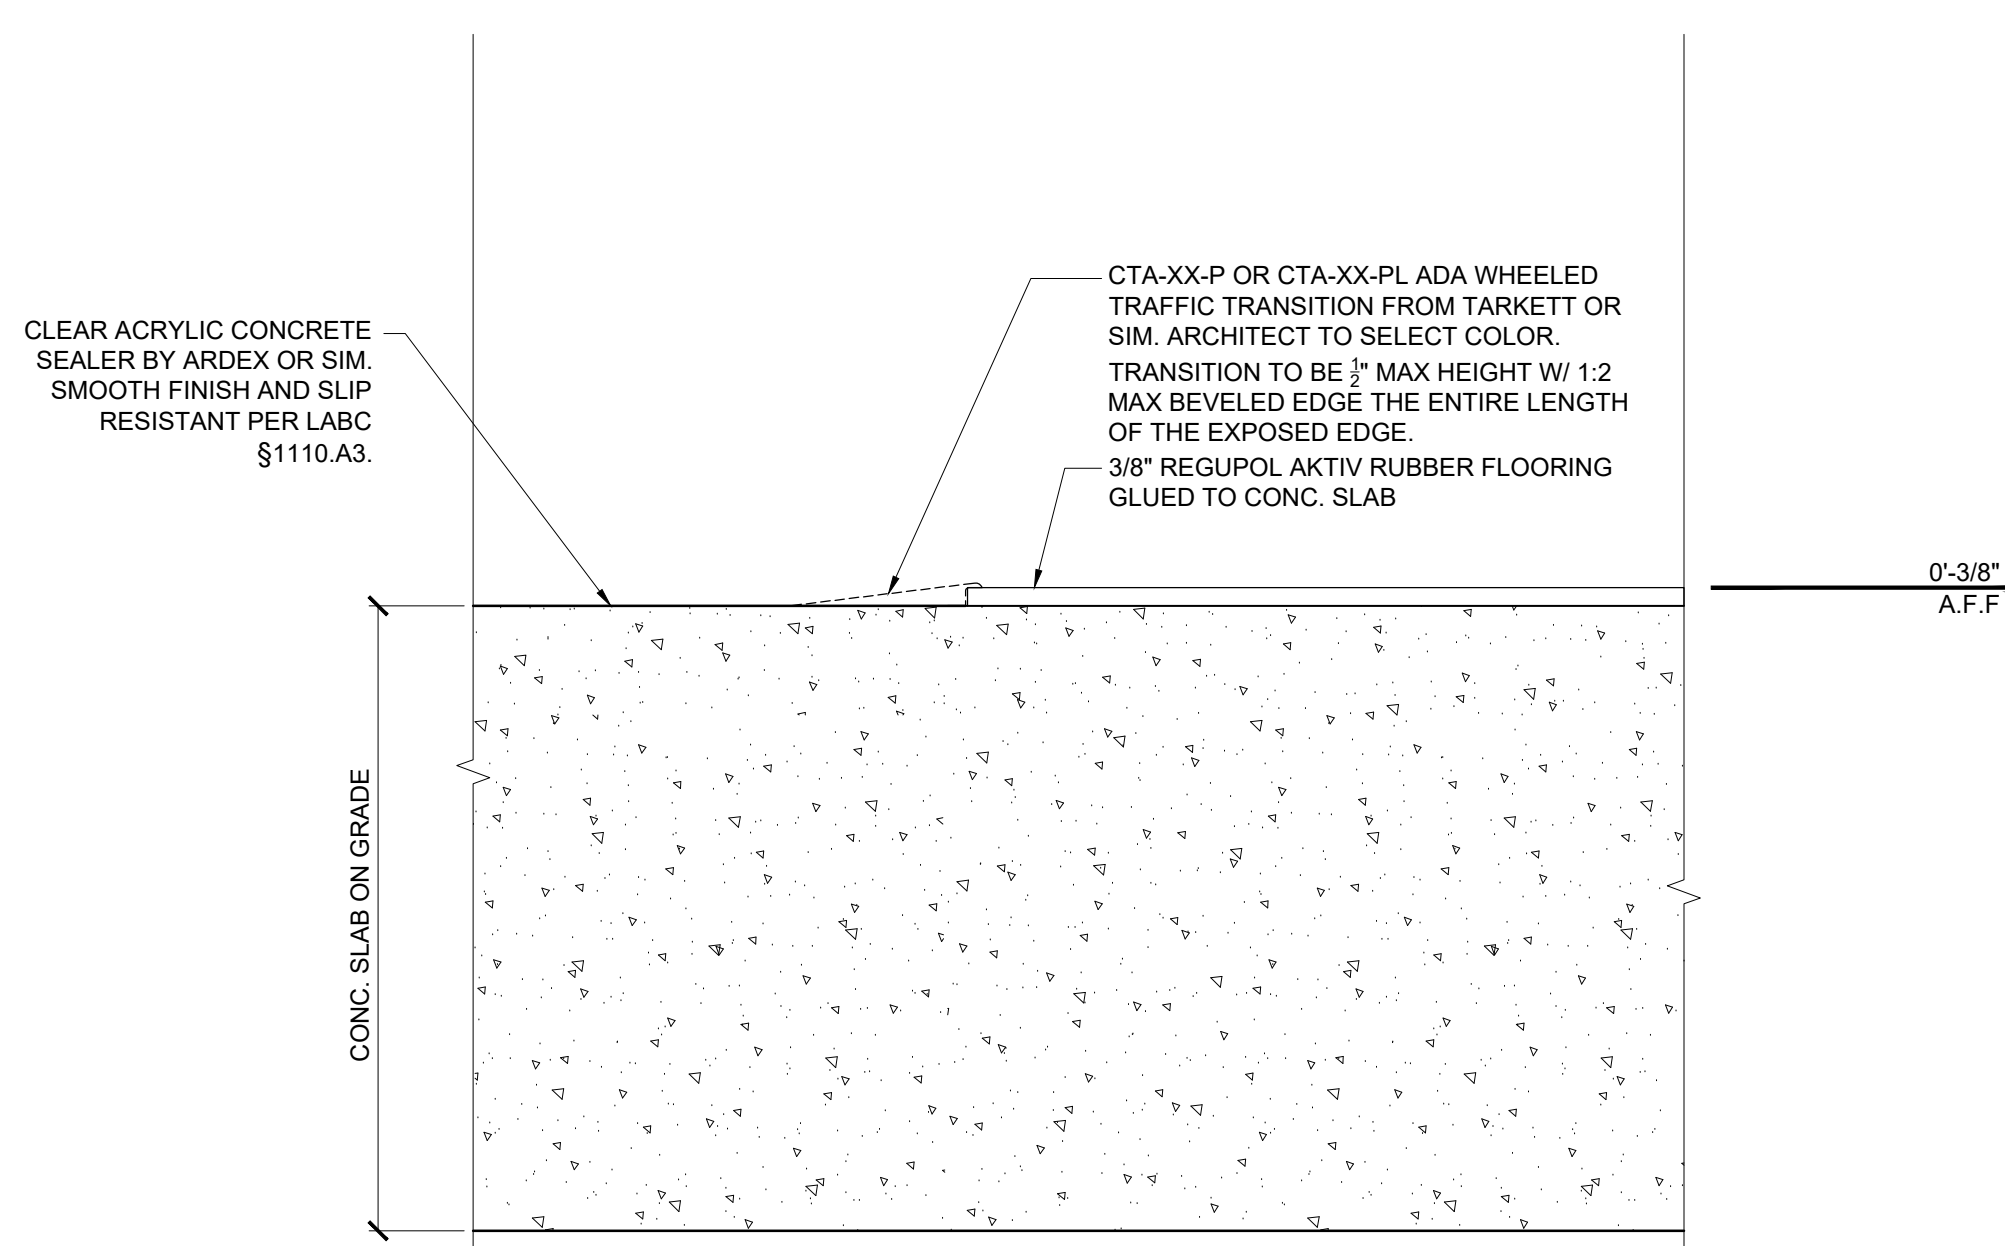 CLEAR ACRYLIC CONCRETE
SEALER BY ARDEX OR SIM.
SMOOTH FINISH AND SLIP
RESISTANT PER LABC
§1110.A3.
CTA-XX-P OR CTA-XX-PL ADA WHEELED
TRAFFIC TRANSITION FROM TARKETT OR
SIM. ARCHITECT TO SELECT COLOR.
TRANSITION TO BE 1/2" MAX HEIGHT W/ 1:2
MAX BEVELED EDGE THE ENTIRE LENGTH
OF THE EXPOSED EDGE.
3/8" REGUPOL AKTIV RUBBER FLOORING
GLUED TO CONC. SLAB
0'-3/8"
A.F.F
CONC. SLAB ON GRADE